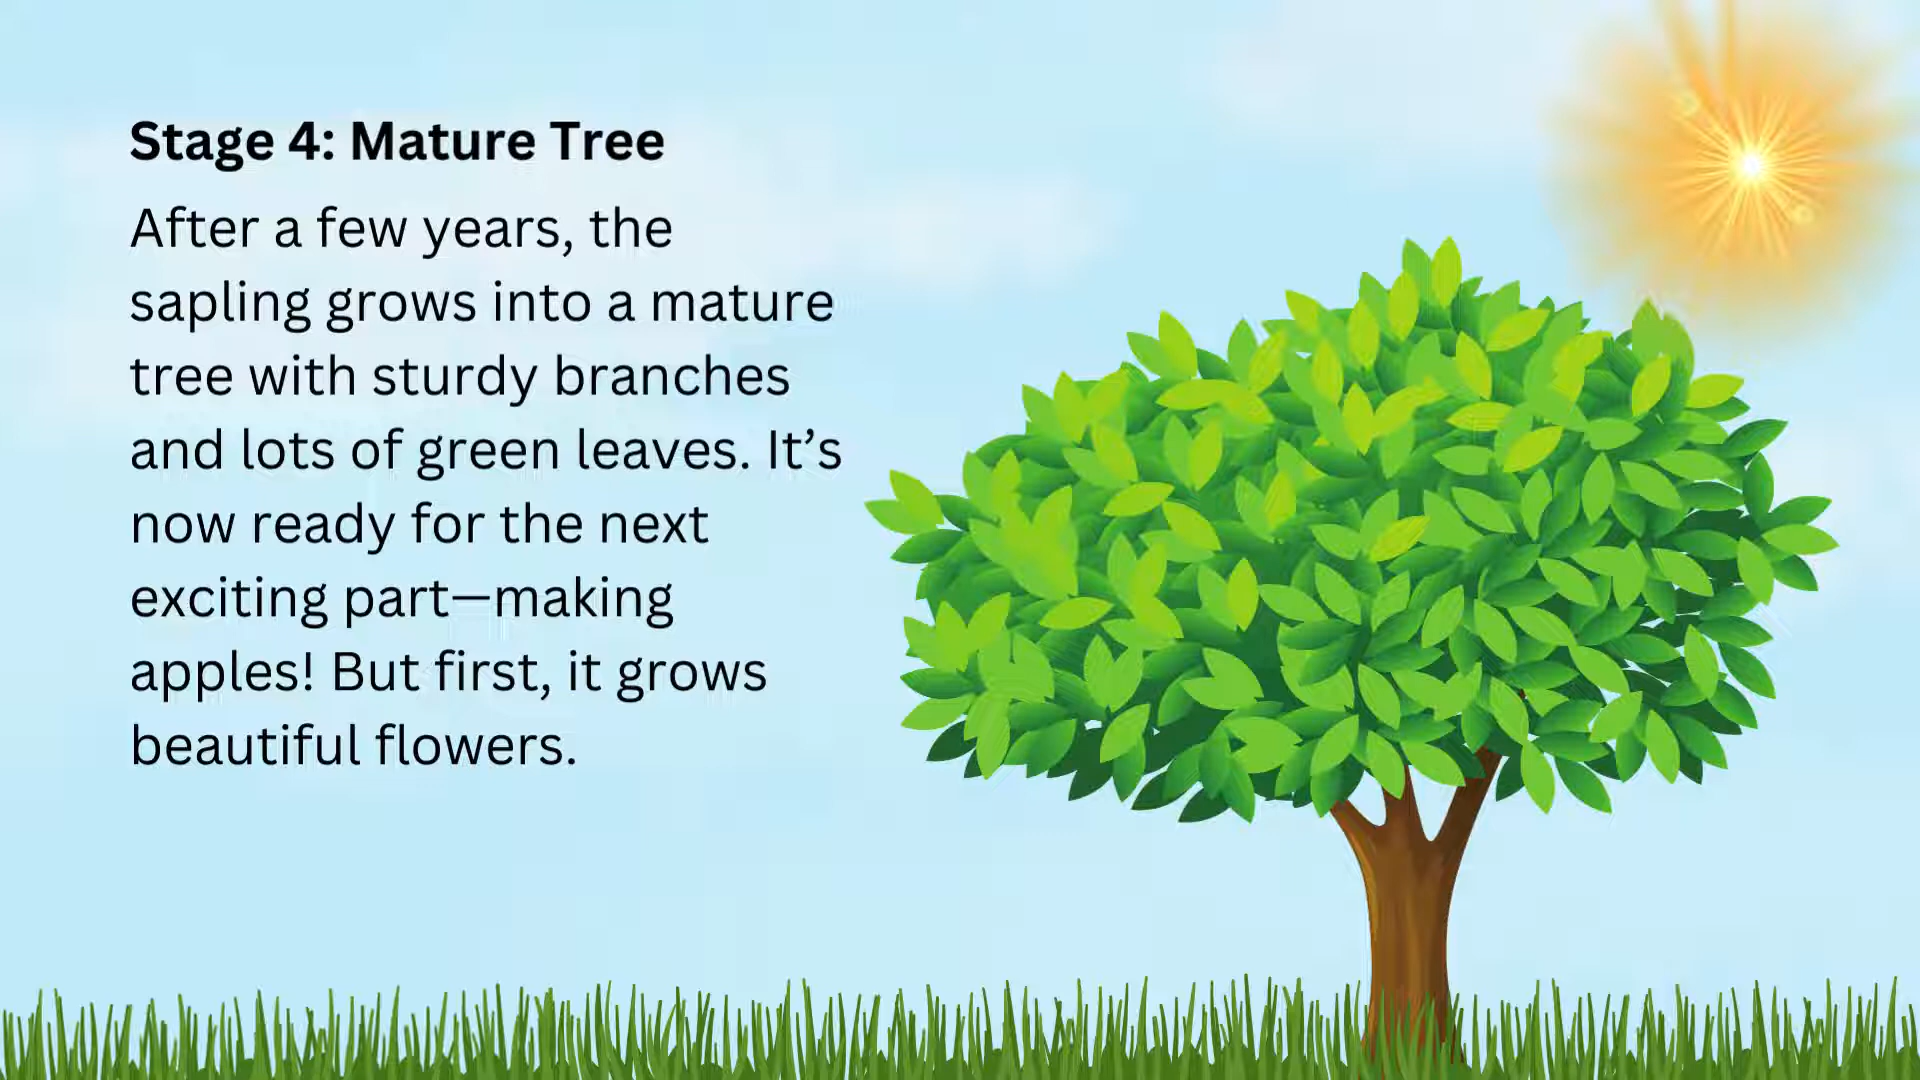 Stage 4: Mature Tree
After a few years, the
sapling grows into a mature
tree with sturdy branches
and lots of green leaves. It’s
now ready for the next
exciting part—making
apples! But first, it grows
beautiful flowers.